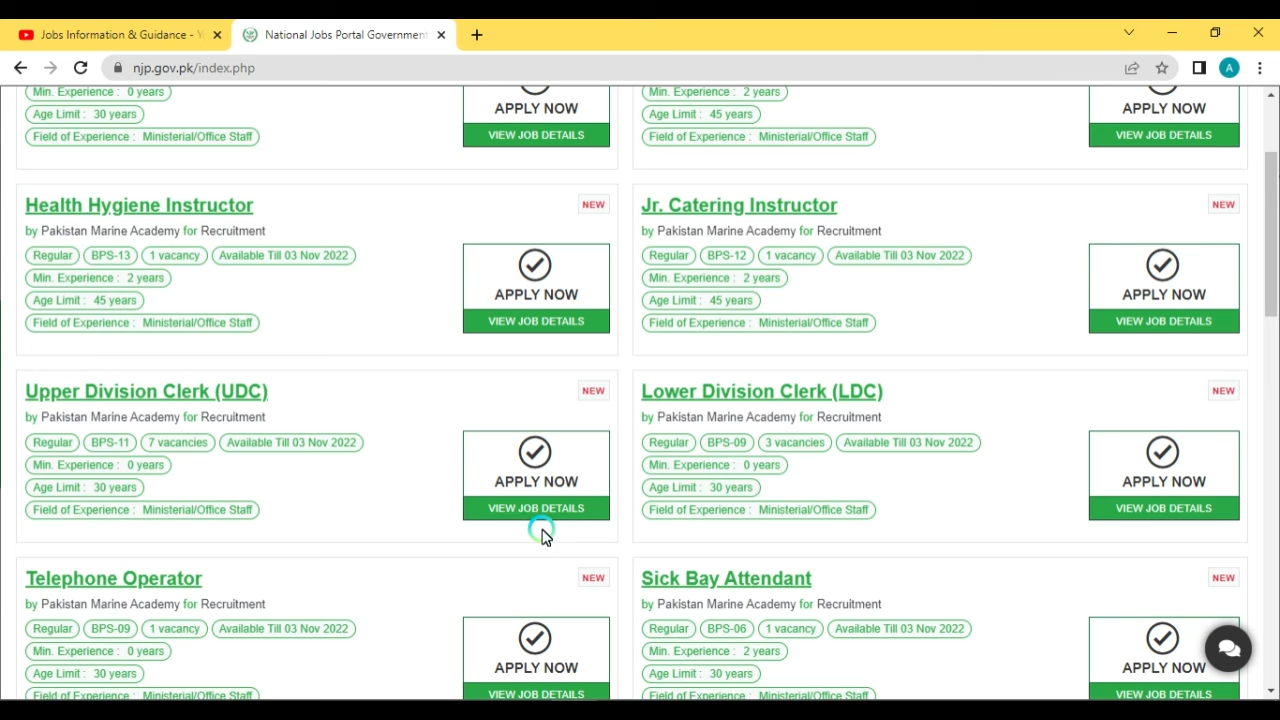 Jobs Information & Guidance -
National Jobs Portal Government
njp.gov.pk/index.php
A
Min. Experience : 0 years
Age Limit : 30 years
Field of Experience : Ministerial/Office Staff
APPLY NOW
VIEW JOB DETAILS
Min. Experience : 2 years
Age Limit : 45 years
Field of Experience : Ministerial/Office Staff
APPLY NOW
VIEW JOB DETAILS
Health Hygiene Instructor
NEW
by Pakistan Marine Academy for Recruitment
Regular BPS-13 1 vacancy Available Till 03 Nov 2022
Min. Experience : 2 years
Age Limit : 45 years
Field of Experience : Ministerial/Office Staff
APPLY NOW
VIEW JOB DETAILS
Jr. Catering Instructor
NEW
by Pakistan Marine Academy for Recruitment
Regular BPS-12 1 vacancy Available Till 03 Nov 2022
Min. Experience : 2 years
Age Limit : 45 years
Field of Experience : Ministerial/Office Staff
APPLY NOW
VIEW JOB DETAILS
Upper Division Clerk (UDC)
NEW
by Pakistan Marine Academy for Recruitment
Regular BPS-11 7 vacancies Available Till 03 Nov 2022
Min. Experience : 0 years
Age Limit : 30 years
Field of Experience : Ministerial/Office Staff
APPLY NOW
VIEW JOB DETAILS
Lower Division Clerk (LDC)
NEW
by Pakistan Marine Academy for Recruitment
Regular BPS-09 3 vacancies Available Till 03 Nov 2022
Min. Experience : 0 years
Age Limit : 30 years
Field of Experience : Ministerial/Office Staff
APPLY NOW
VIEW JOB DETAILS
Telephone Operator
NEW
by Pakistan Marine Academy for Recruitment
Regular BPS-09 1 vacancy Available Till 03 Nov 2022
Min. Experience : 0 years
Age Limit : 30 years
Field of Experience : Ministerial/Office Staff
APPLY NOW
VIEW JOB DETAILS
Sick Bay Attendant
NEW
by Pakistan Marine Academy for Recruitment
Regular BPS-06 1 vacancy Available Till 03 Nov 2022
Min. Experience : 2 years
Age Limit : 30 years
Field of Experience : Ministerial/Office Staff
APPLY NOW
VIEW JOB DETAILS